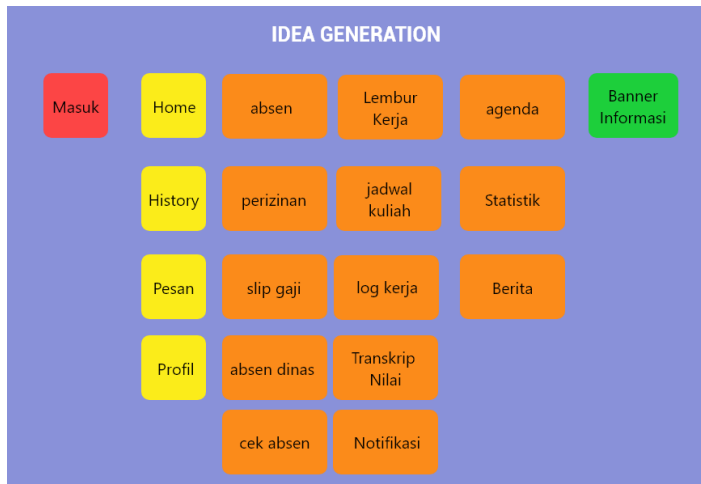 IDEA GENERATION
Masuk
Home
absen
Lembur
Kerja
agenda
Banner
Informasi
History
perizinan
jadwal
kuliah
Statistik
Pesan
slip gaji
log kerja
Berita
Profil
absen dinas
Transkrip
Nilai
cek absen
Notifikasi